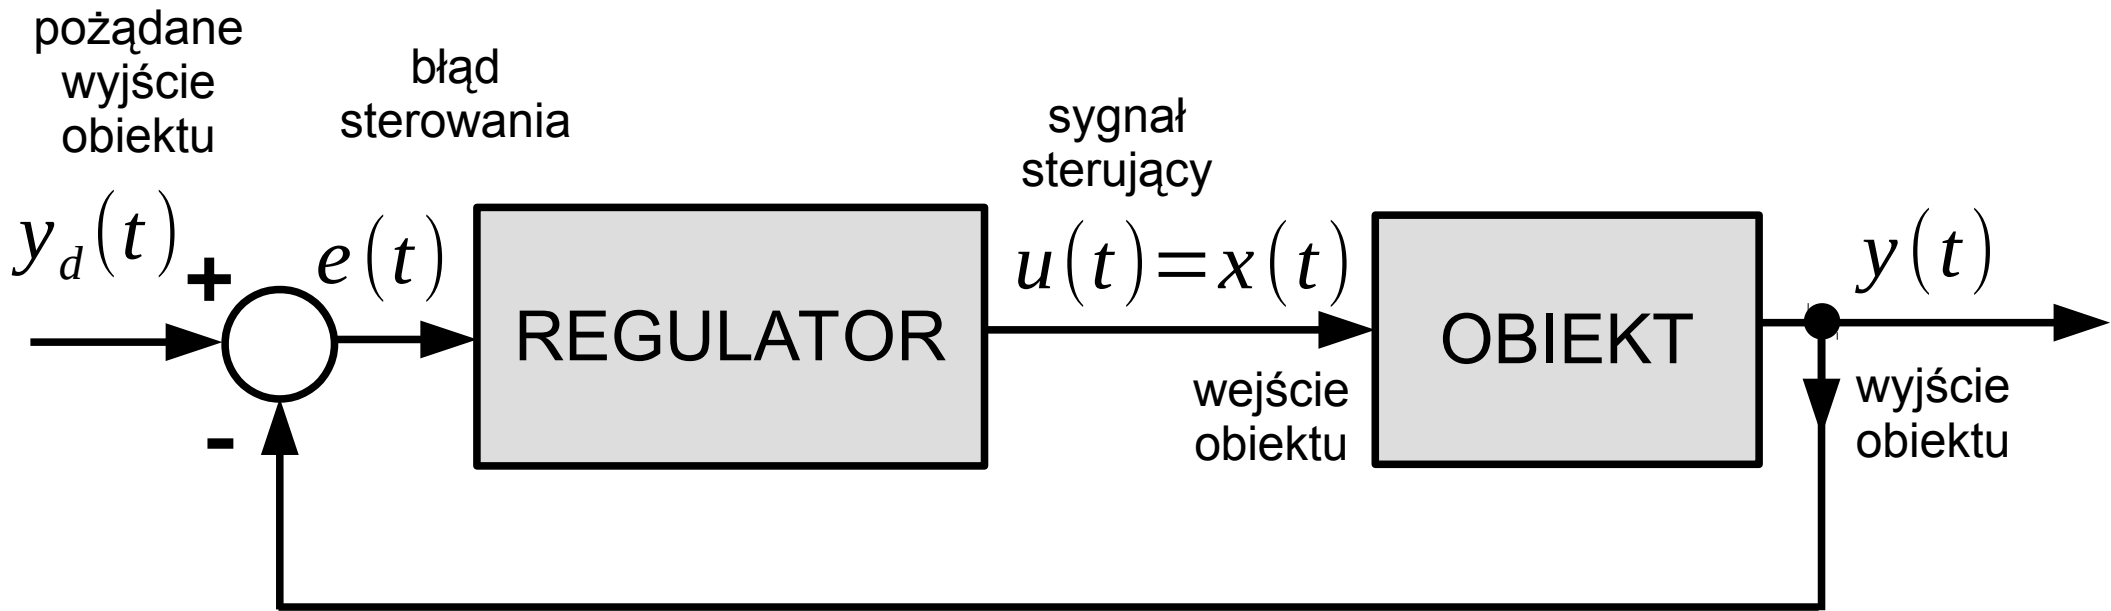 pożądane
wyjście
obiektu
błąd
sterowania
sygnał
sterujący
y_d(t)
+
e(t)
u(t)=x(t)
y(t)
REGULATOR
OBIEKT
-
wejście
obiektu
wyjście
obiektu